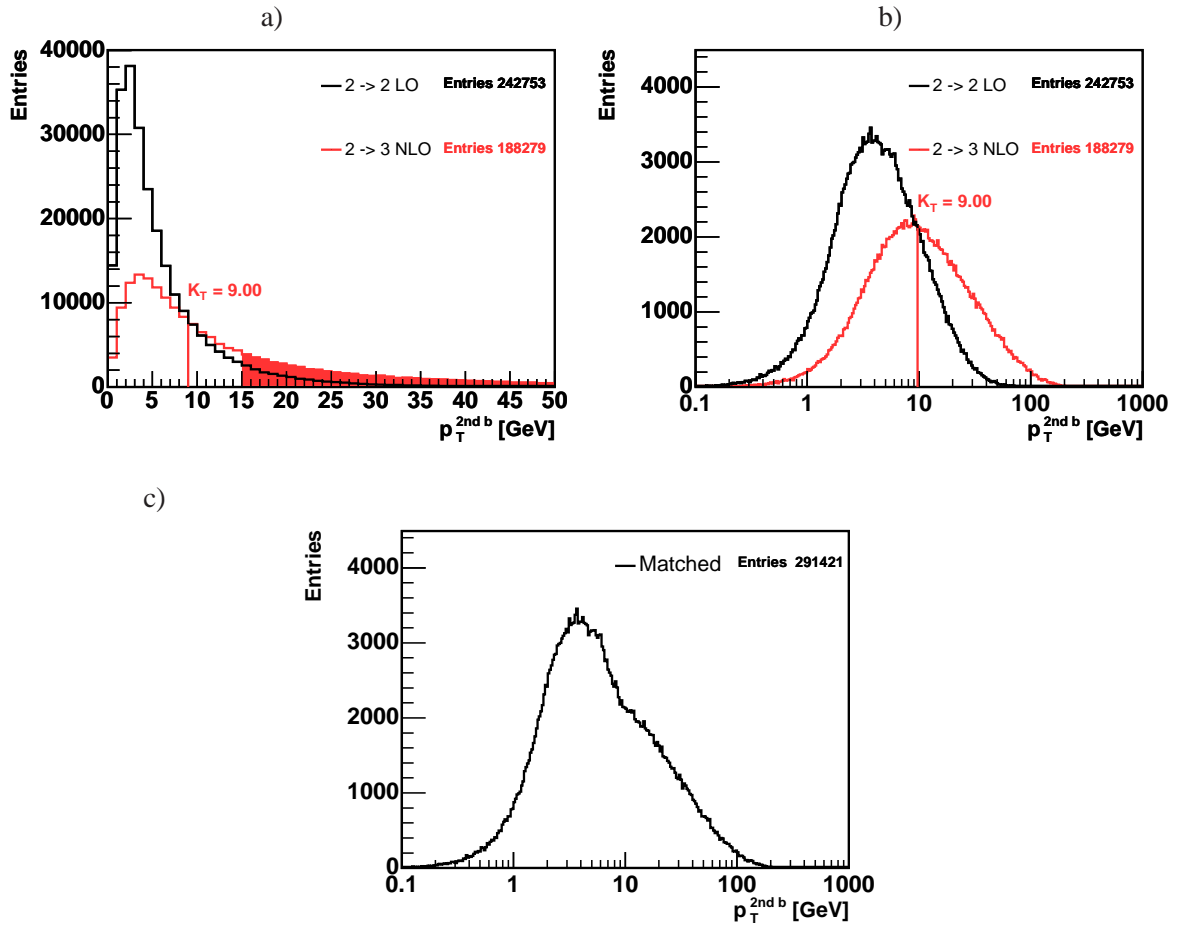 a)
Entries
40000
30000
20000
10000
0
2 -> 2 LO Entries 242753
2 -> 3 NLO Entries 188279
K_T = 9.00
0 5 10 15 20 25 30 35 40 45 50
p_T^{2nd b} [GeV]
b)
Entries
4000
3000
2000
1000
0
2 -> 2 LO Entries 242753
2 -> 3 NLO Entries 188279
K_T = 9.00
0.1 1 10 100 1000
p_T^{2nd b} [GeV]
c)
Entries
4000
3000
2000
1000
0
Matched Entries 291421
0.1 1 10 100 1000
p_T^{2nd b} [GeV]